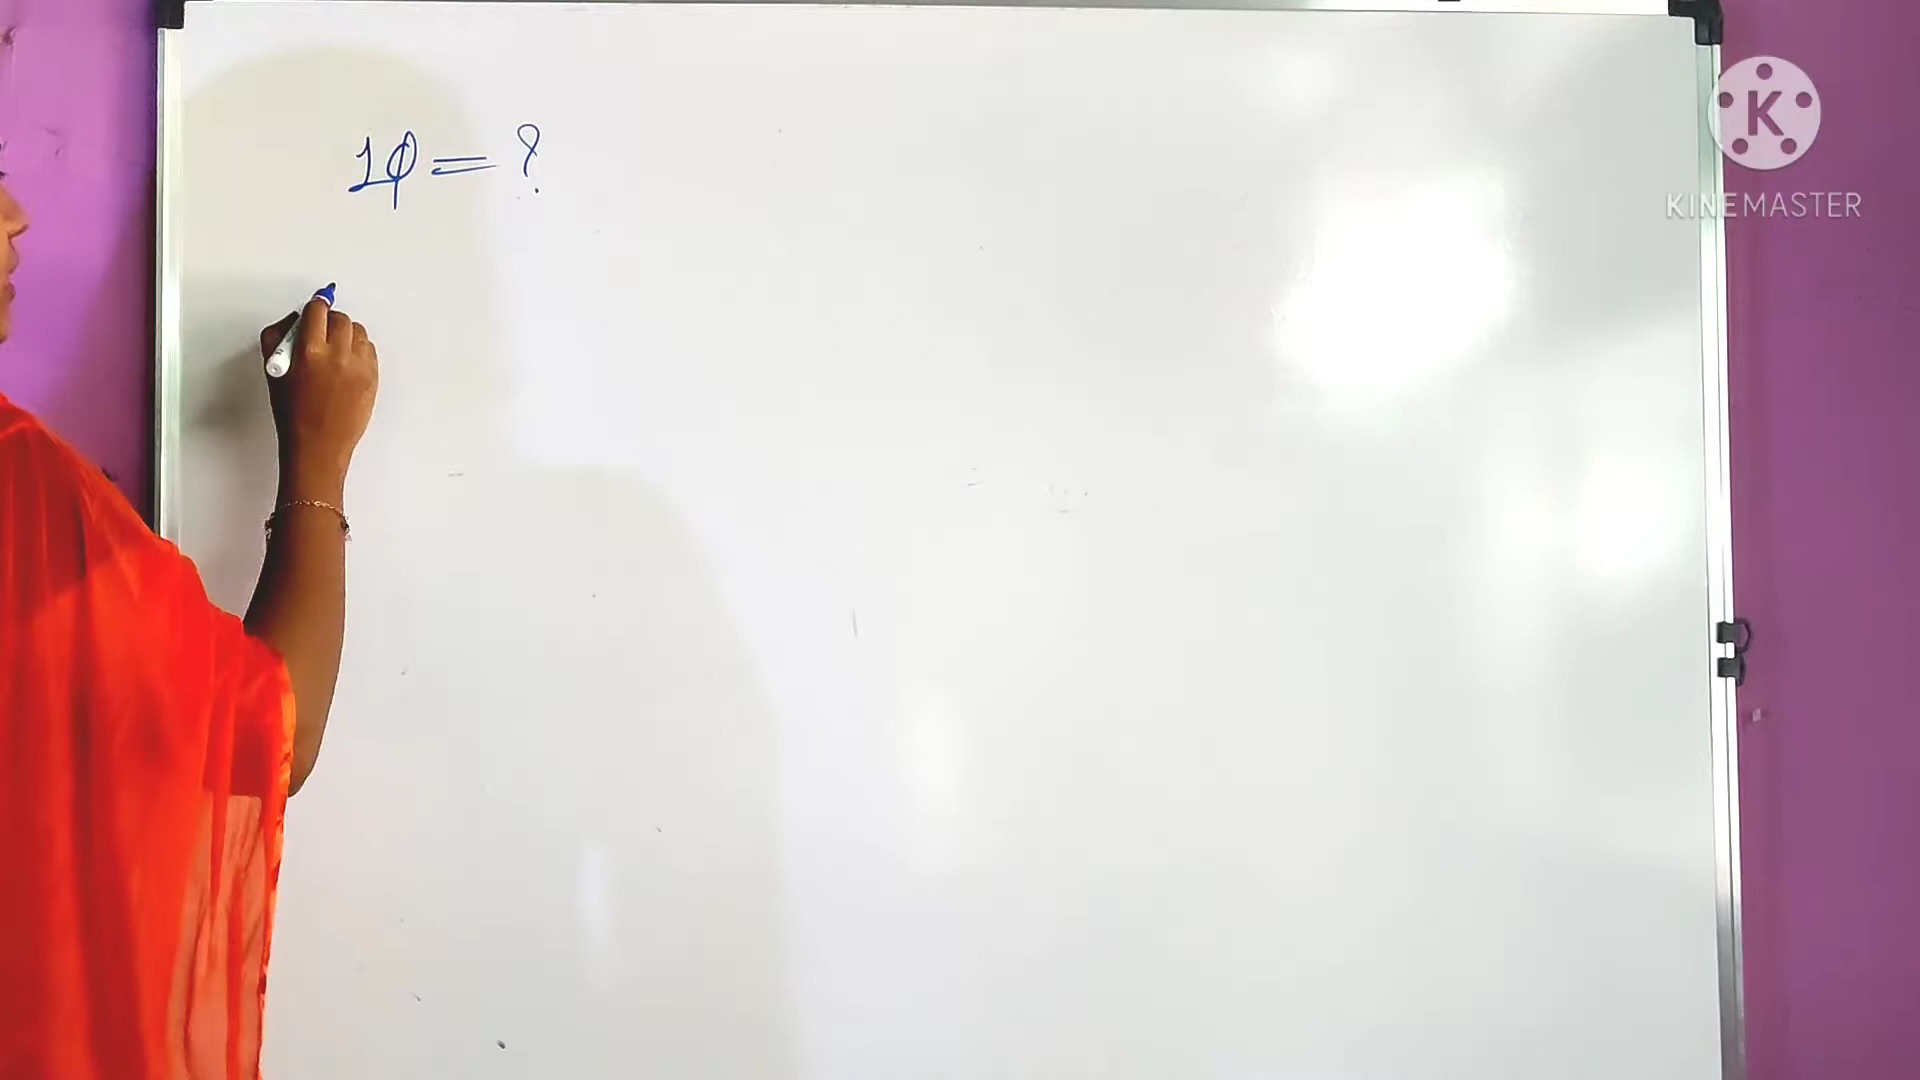 1φ = ?
K
KINEMASTER